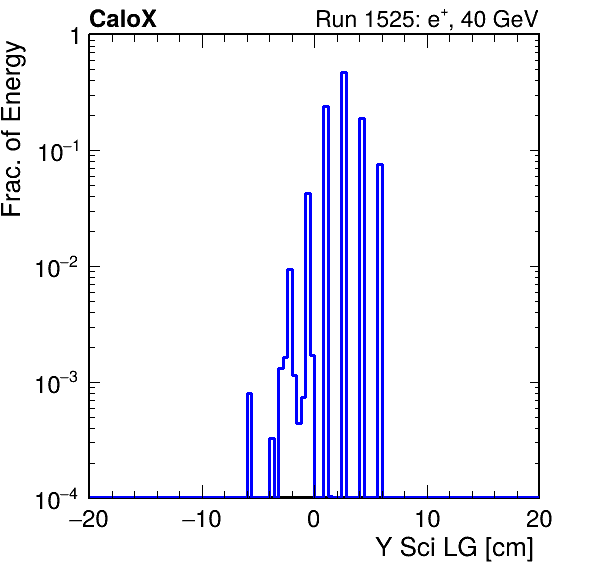 CaloX Run 1525: e⁺, 40 GeV
Frac. of Energy
1
10⁻¹
10⁻²
10⁻³
10⁻⁴
−20 −10 0 10 20
Y Sci LG [cm]